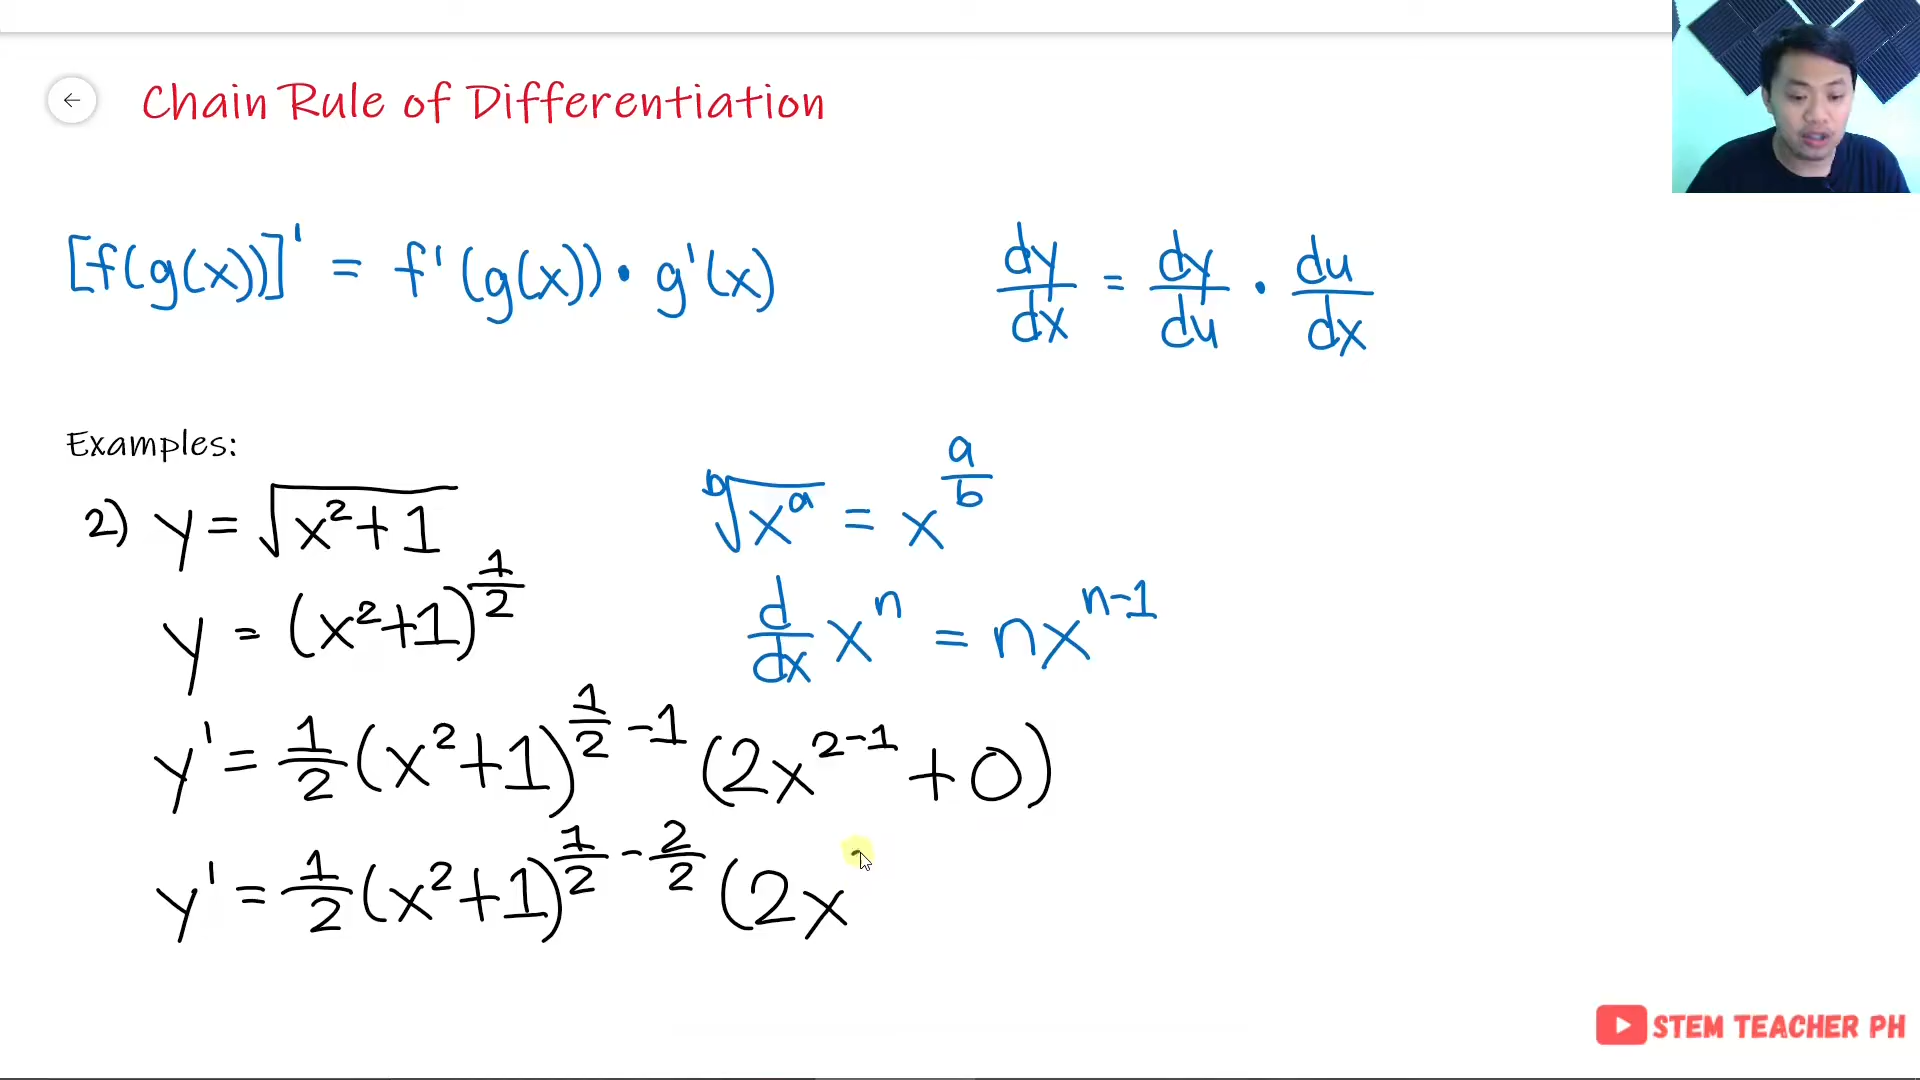 Chain Rule of Differentiation
[f(g(x))]' = f'(g(x)) · g'(x)
dy/dx = dy/du · du/dx
Examples:
2) y = √(x²+1)
ᵇ√(xᵃ) = x^(a/b)
y = (x²+1)^(1/2)
d/dx xⁿ = nx^(n-1)
y' = 1/2 (x²+1)^(1/2 - 1) (2x^(2-1) + 0)
y' = 1/2 (x²+1)^(1/2 - 2/2) (2x
STEM TEACHER PH